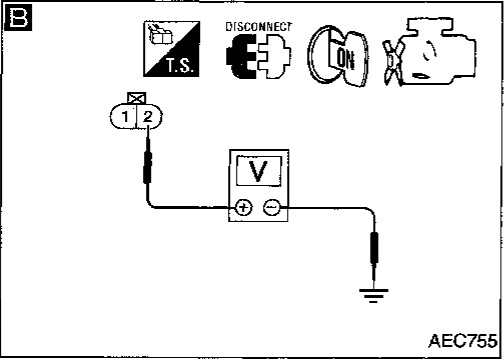 B
DISCONNECT
T.S.
ON
1 2
V
+ −
AEC755